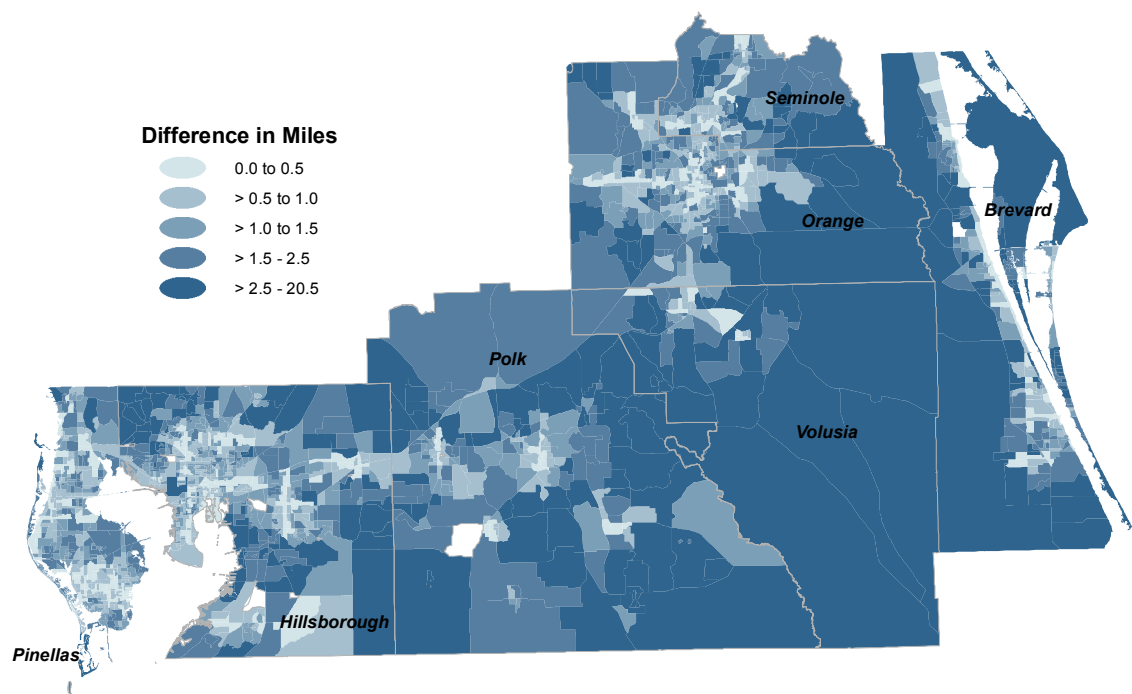 Seminole
Difference in Miles
0.0 to 0.5
> 0.5 to 1.0
> 1.0 to 1.5
> 1.5 - 2.5
> 2.5 - 20.5
Brevard
Orange
Polk
Volusia
Hillsborough
Pinellas